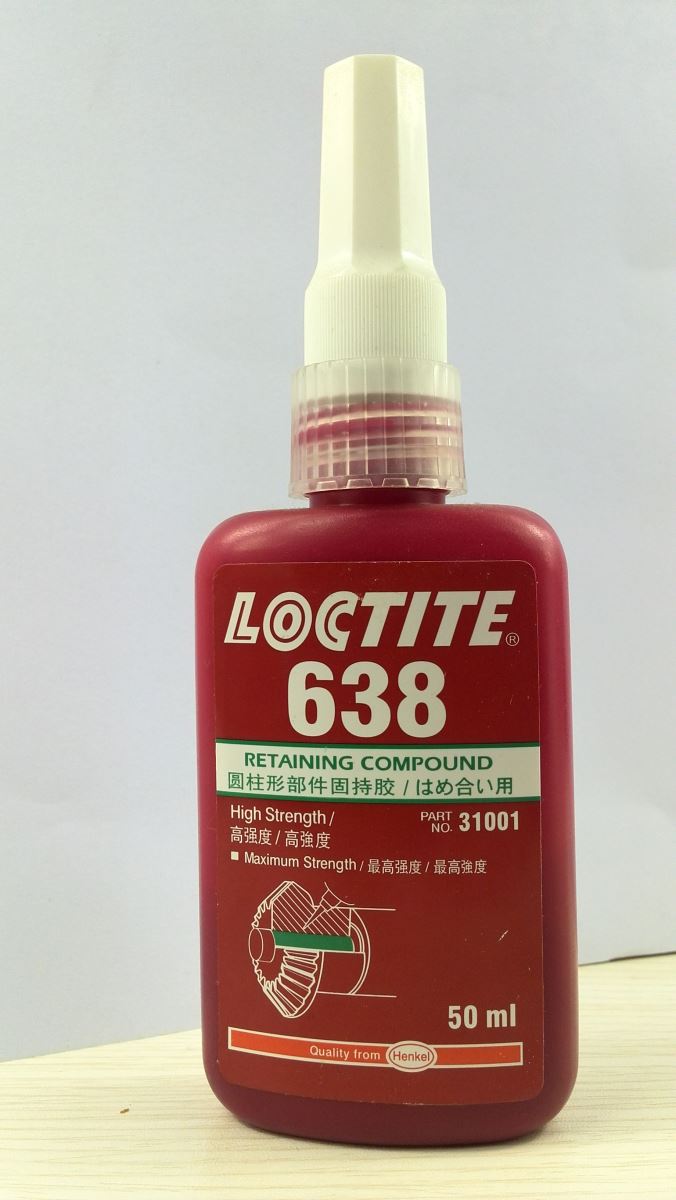 LOCTITE®
638
RETAINING COMPOUND
圆柱形部件固持胶 / はめ合い用
High Strength /
高强度 / 高強度
PART
NO. 31001
■ Maximum Strength / 最高强度 / 最高強度
50 ml
Quality from Henkel